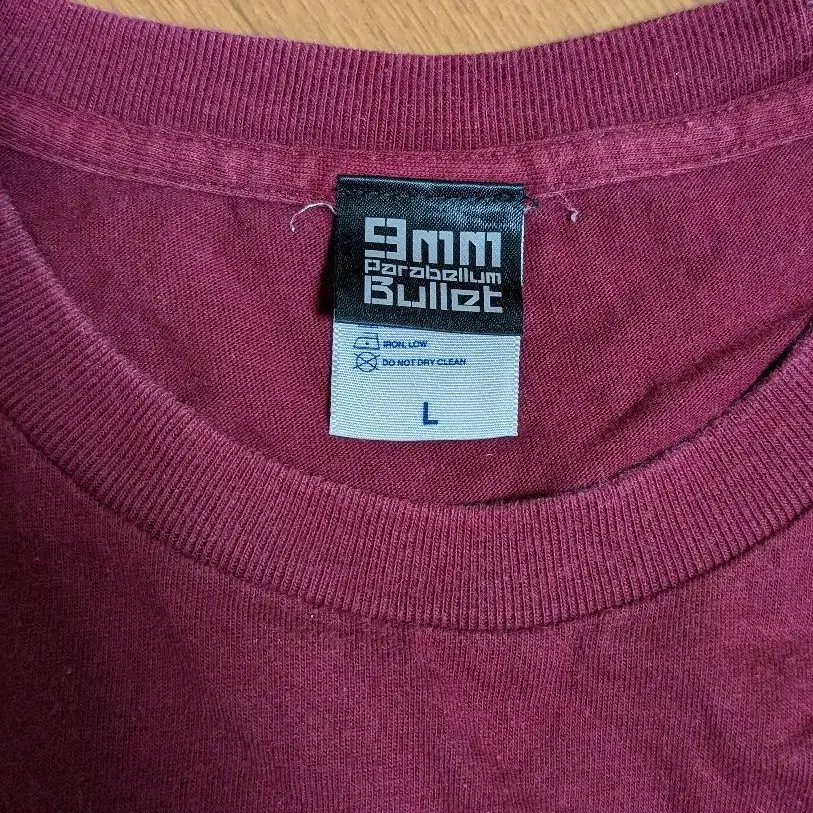 9mm
Parabellum
Bullet
IRON, LOW
DO NOT DRY CLEAN
L